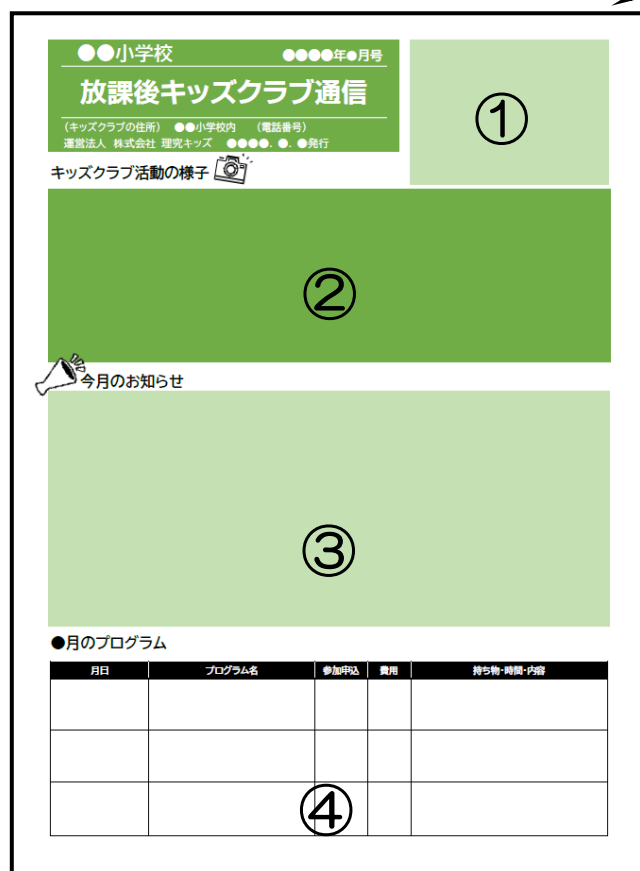 ●●小学校 ●●●●年●月号
放課後キッズクラブ通信
(キッズクラブの住所) ●●小学校内 (電話番号)
運営法人 株式会社 理究キッズ ●●●●. ●. ●発行
①
キッズクラブ活動の様子
②
今月のお知らせ
③
●月のプログラム
月日 プログラム名 参加申込 費用 持ち物・時間・内容
④